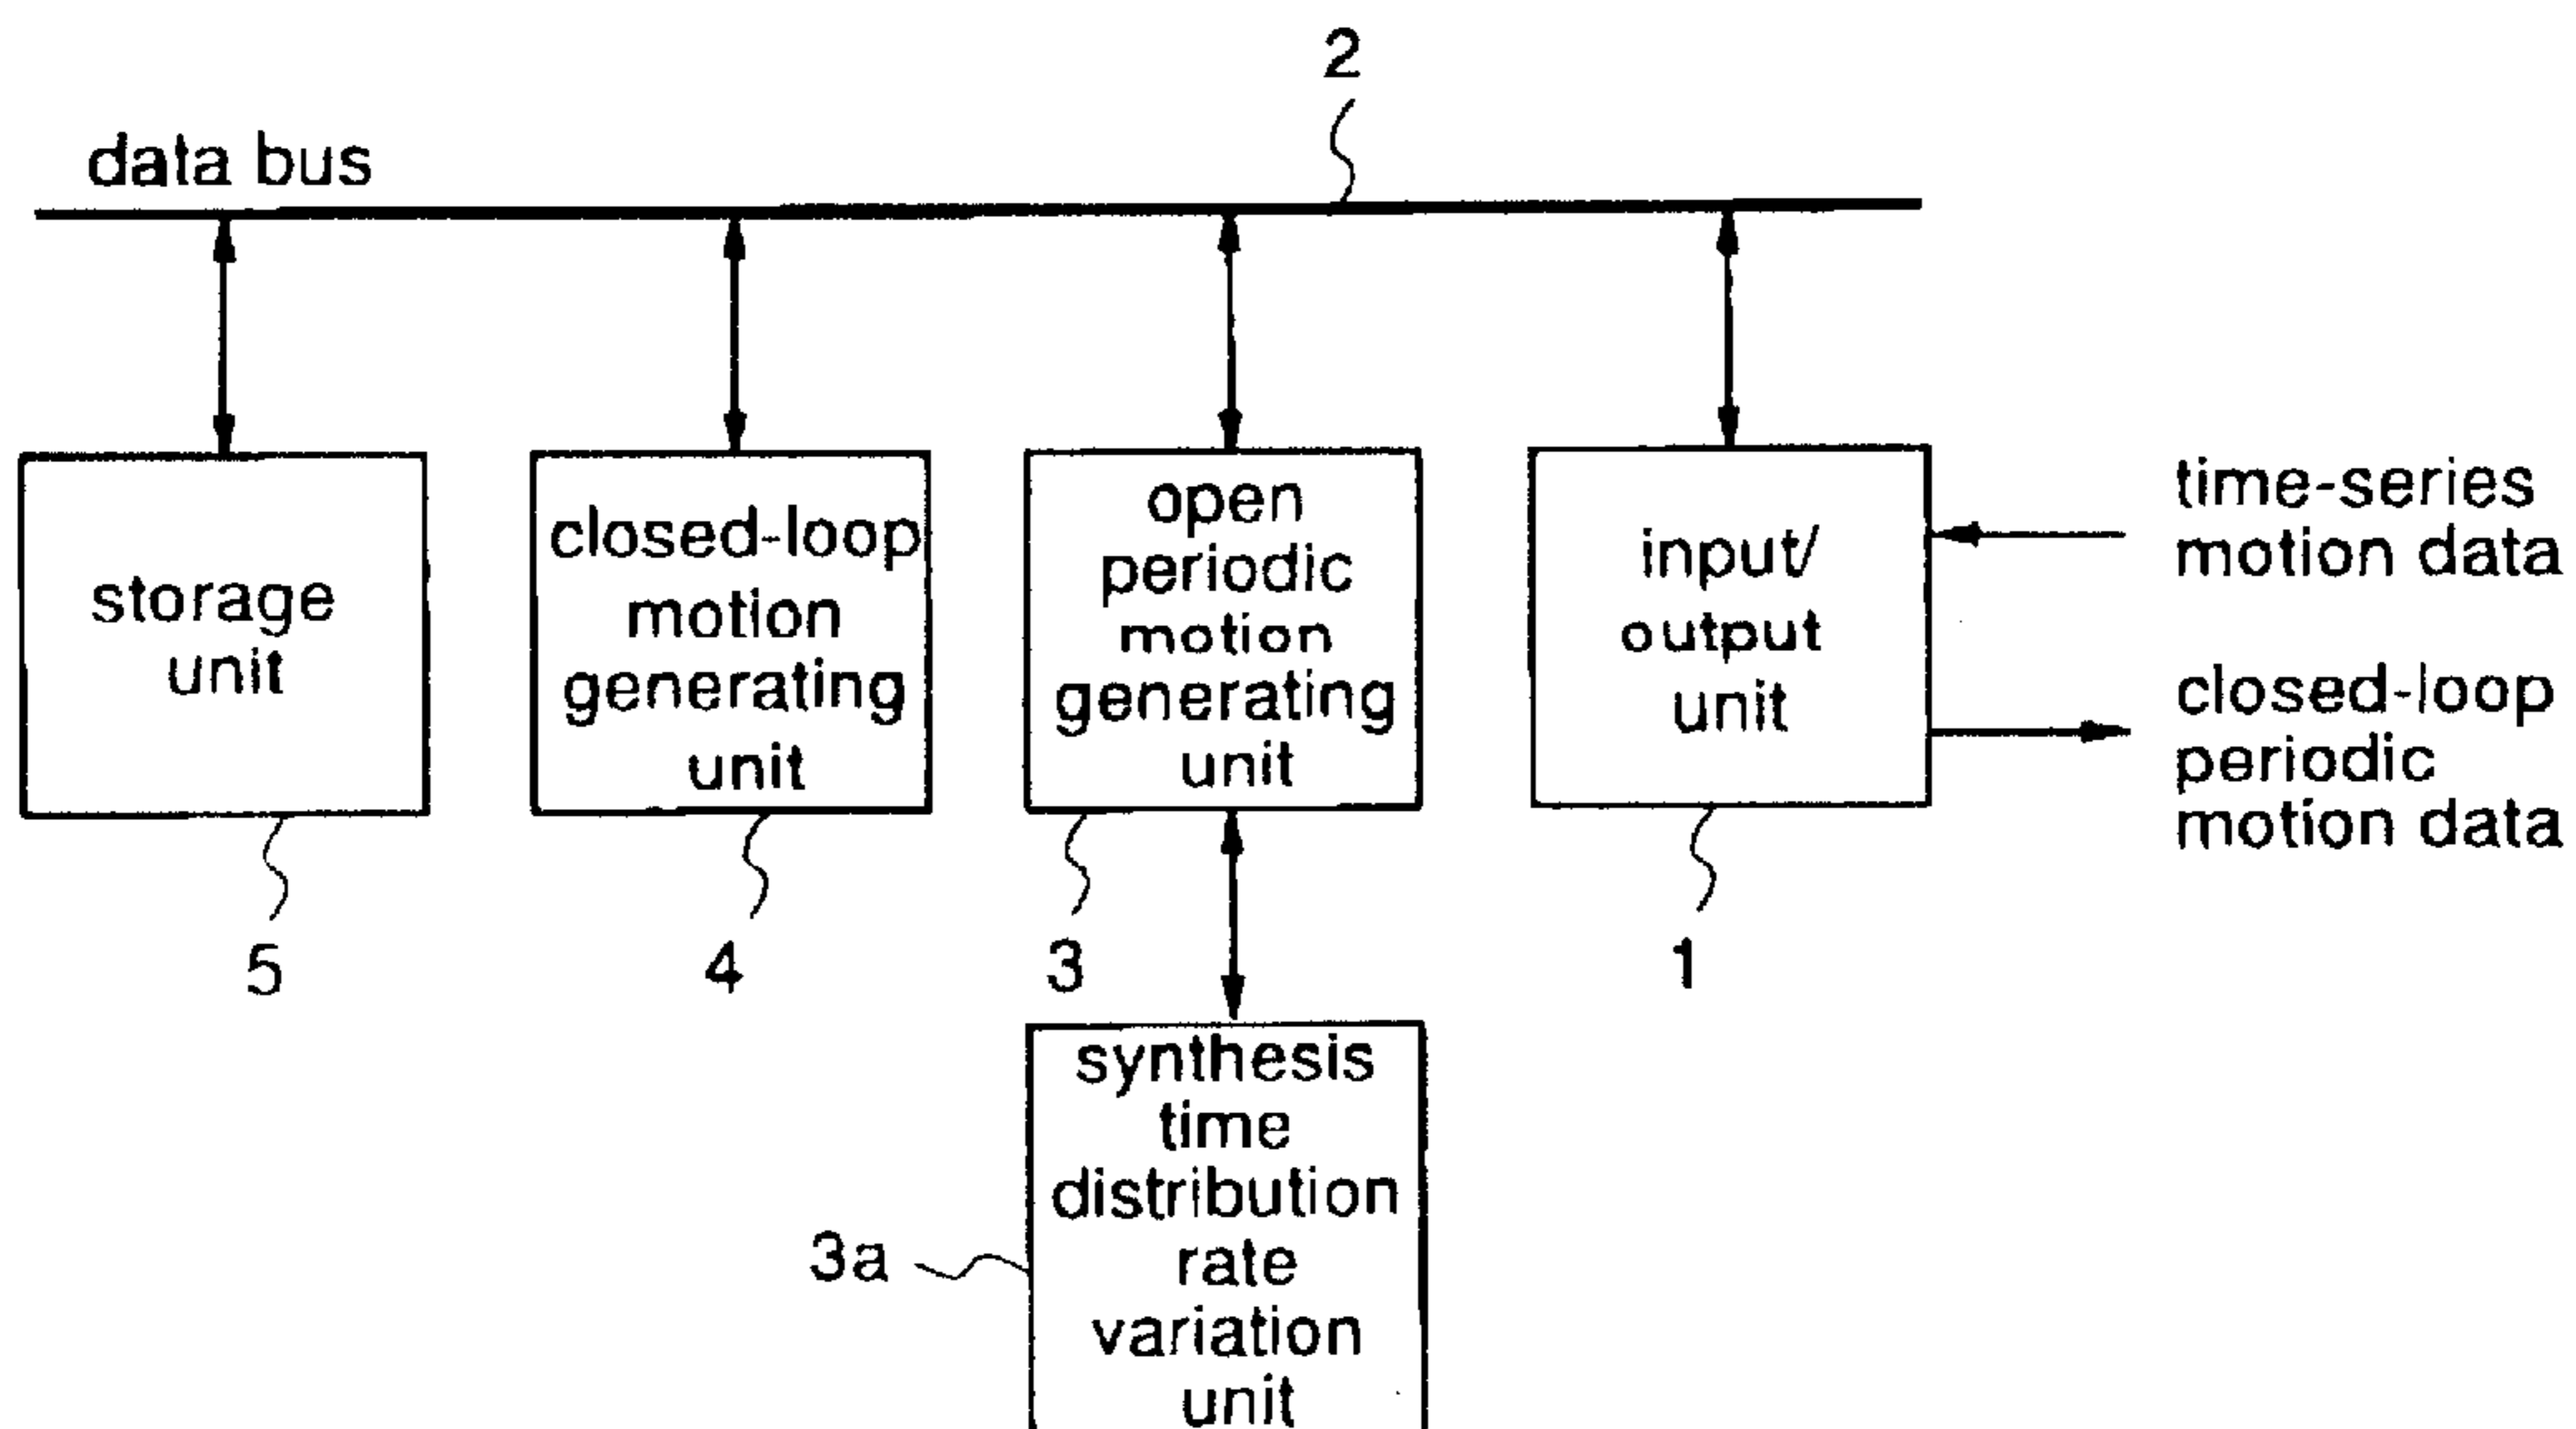 2
data bus
storage
unit
5
closed-loop
motion
generating
unit
4
open
periodic
motion
generating
unit
3
input/
output
unit
1
time-series
motion data
closed-loop
periodic
motion data
synthesis
time
distribution
rate
variation
unit
3a